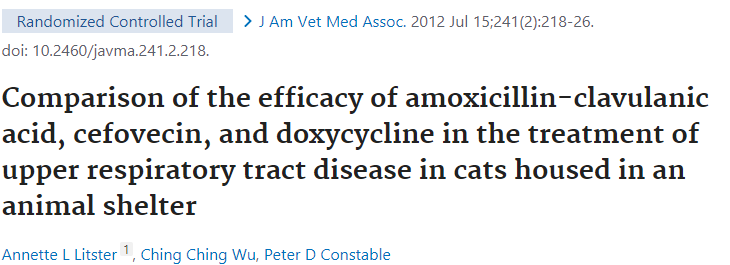 Randomized Controlled Trial > J Am Vet Med Assoc. 2012 Jul 15;241(2):218-26.
doi: 10.2460/javma.241.2.218.
Comparison of the efficacy of amoxicillin-clavulanic
acid, cefovecin, and doxycycline in the treatment of
upper respiratory tract disease in cats housed in an
animal shelter
Annette L Litster 1, Ching Ching Wu, Peter D Constable